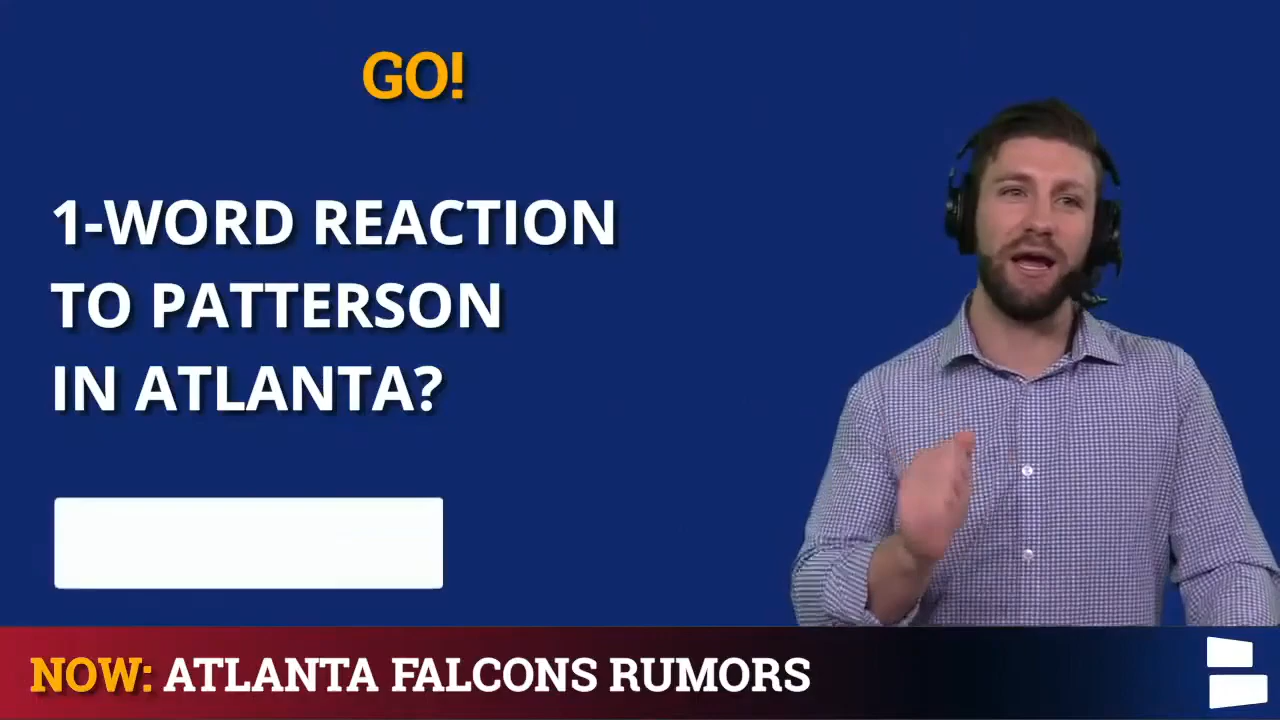 GO!
1-WORD REACTION
TO PATTERSON
IN ATLANTA?
NOW: ATLANTA FALCONS RUMORS